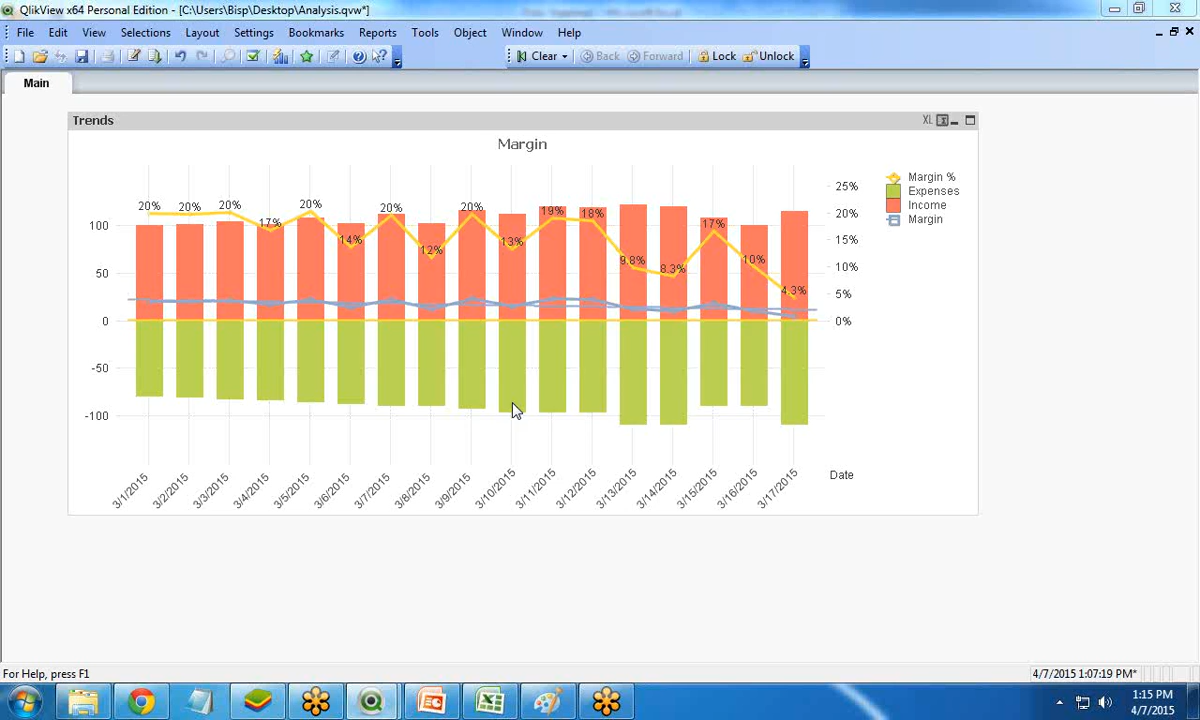 QlikView x64 Personal Edition - [C:\Users\Bisp\Desktop\Analysis.qvw*]
File Edit View Selections Layout Settings Bookmarks Reports Tools Object Window Help
Clear Back Forward Lock Unlock
Main
Trends
XL
Margin
Margin %
Expenses
Income
Margin
20% 20% 20% 17% 20% 14% 20% 12% 20% 13% 19% 18% 9.8% 8.3% 17% 10% 4.3%
100
50
0
-50
-100
25%
20%
15%
10%
5%
0%
3/1/2015 3/2/2015 3/3/2015 3/4/2015 3/5/2015 3/6/2015 3/7/2015 3/8/2015 3/9/2015 3/10/2015 3/11/2015 3/12/2015 3/13/2015 3/14/2015 3/15/2015 3/16/2015 3/17/2015
Date
For Help, press F1
4/7/2015 1:07:19 PM*
1:15 PM
4/7/2015